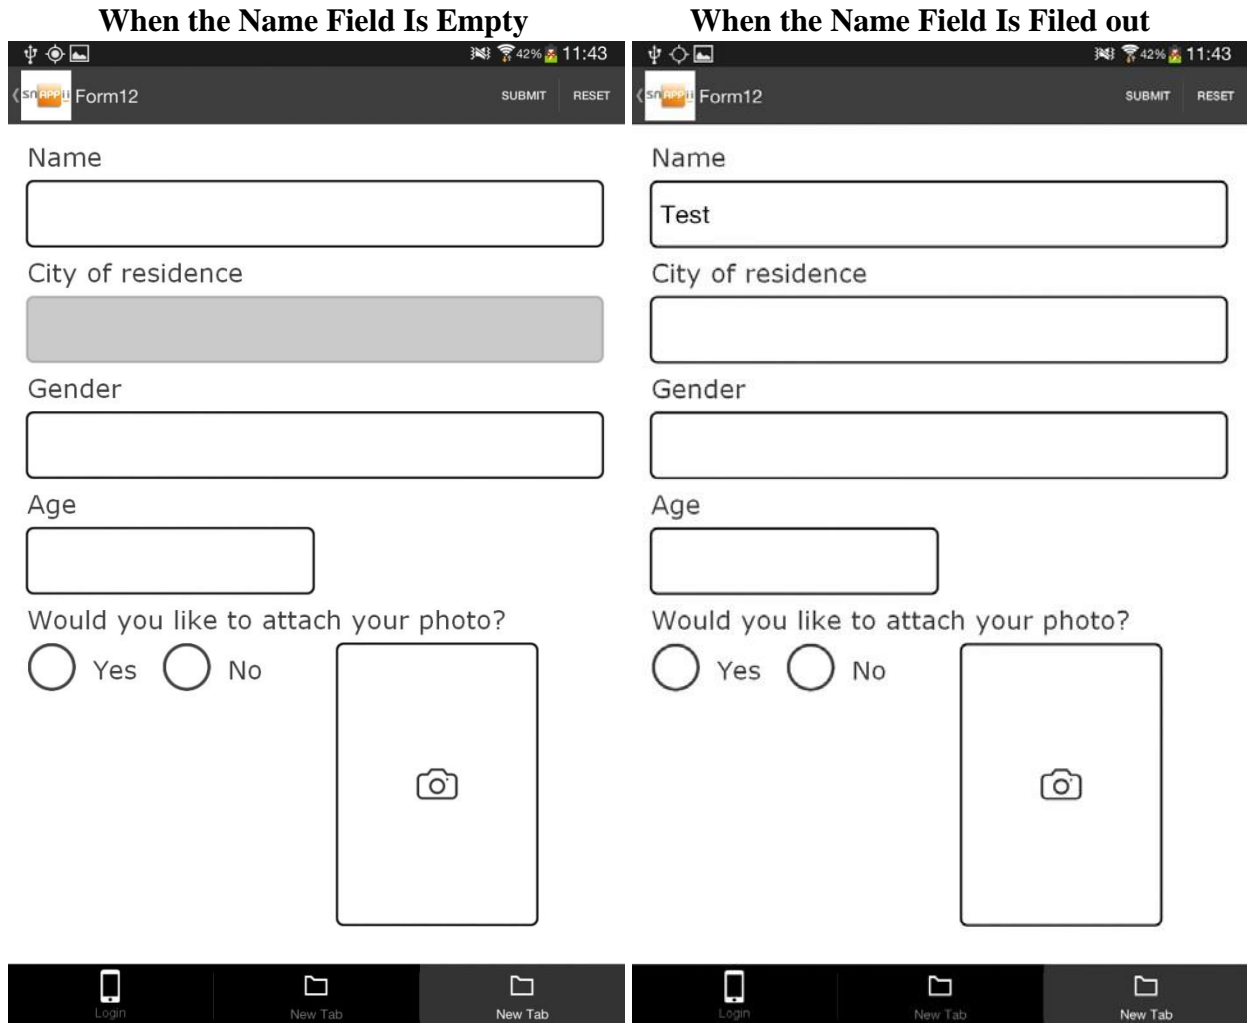 When the Name Field Is Empty
42% 11:43
snappii Form12 SUBMIT RESET
Name
City of residence
Gender
Age
Would you like to attach your photo?
Yes No
Login New Tab New Tab
When the Name Field Is Filed out
42% 11:43
snappii Form12 SUBMIT RESET
Name
Test
City of residence
Gender
Age
Would you like to attach your photo?
Yes No
Login New Tab New Tab